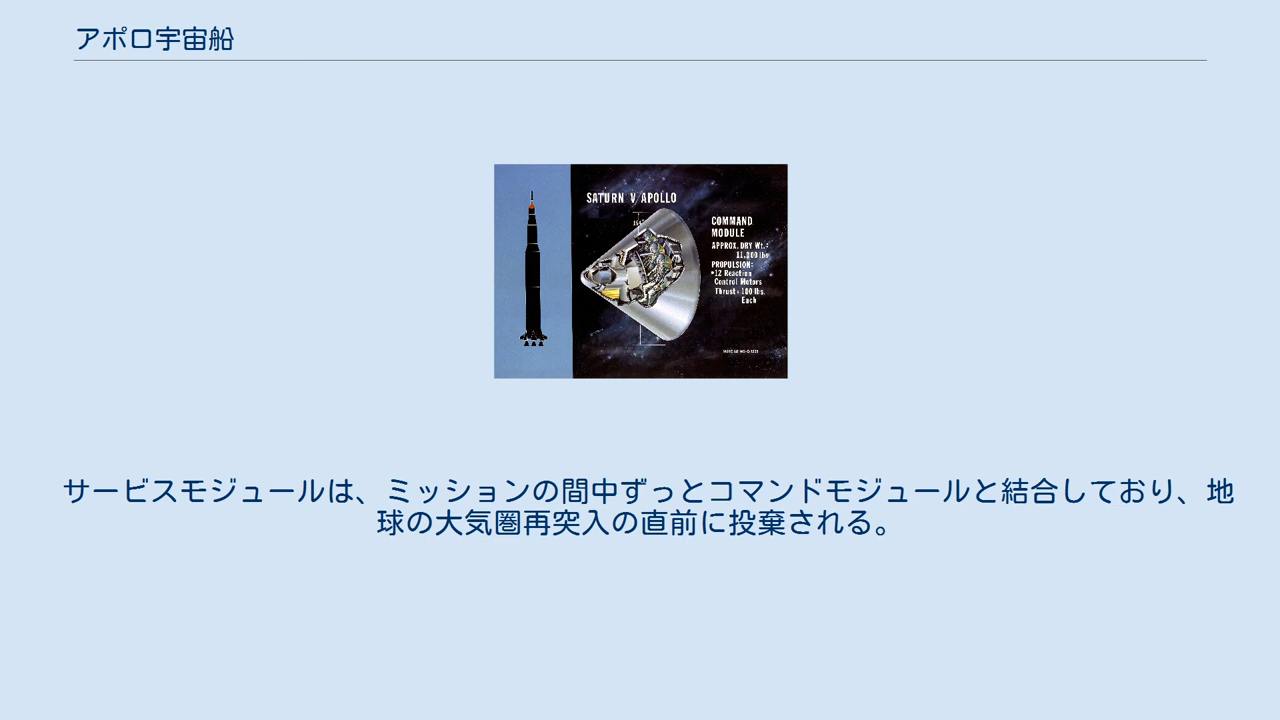 アポロ宇宙船
SATURN V/APOLLO
COMMAND
MODULE
APPROX. DRY Wt.:
11,200 lbs
PROPULSION:
•12 Reaction
Control Motors
Thrust - 100 lbs.
Each
サービスモジュールは、ミッションの間中ずっとコマンドモジュールと結合しており、地
球の大気圏再突入の直前に投棄される。